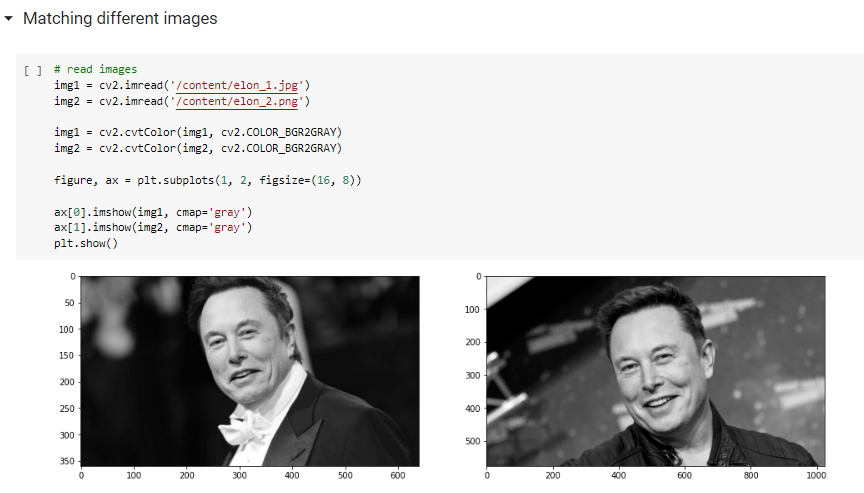 Matching different images
[ ] # read images
img1 = cv2.imread('/content/elon_1.jpg')
img2 = cv2.imread('/content/elon_2.png')
img1 = cv2.cvtColor(img1, cv2.COLOR_BGR2GRAY)
img2 = cv2.cvtColor(img2, cv2.COLOR_BGR2GRAY)
figure, ax = plt.subplots(1, 2, figsize=(16, 8))
ax[0].imshow(img1, cmap='gray')
ax[1].imshow(img2, cmap='gray')
plt.show()
0
50
100
150
200
250
300
350
0 100 200 300 400 500 600
0
100
200
300
400
500
0 200 400 600 800 1000